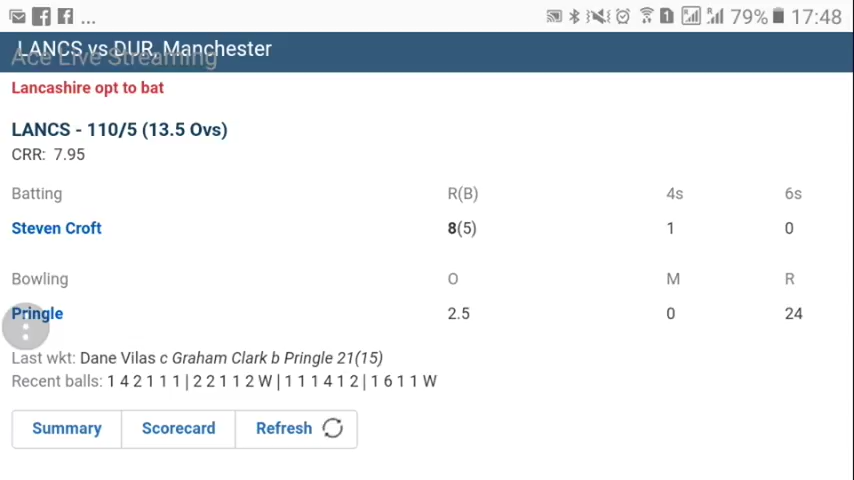 ... 1 79% 17:48
LANCS vs DUR, Manchester
Ace Live Streaming
Lancashire opt to bat
LANCS - 110/5 (13.5 Ovs)
CRR: 7.95
Batting R(B) 4s 6s
Steven Croft 8(5) 1 0
Bowling O M R
Pringle 2.5 0 24
Last wkt: Dane Vilas c Graham Clark b Pringle 21(15)
Recent balls: 1 4 2 1 1 1 | 2 2 1 1 2 W | 1 1 1 4 1 2 | 1 6 1 1 W
Summary Scorecard Refresh